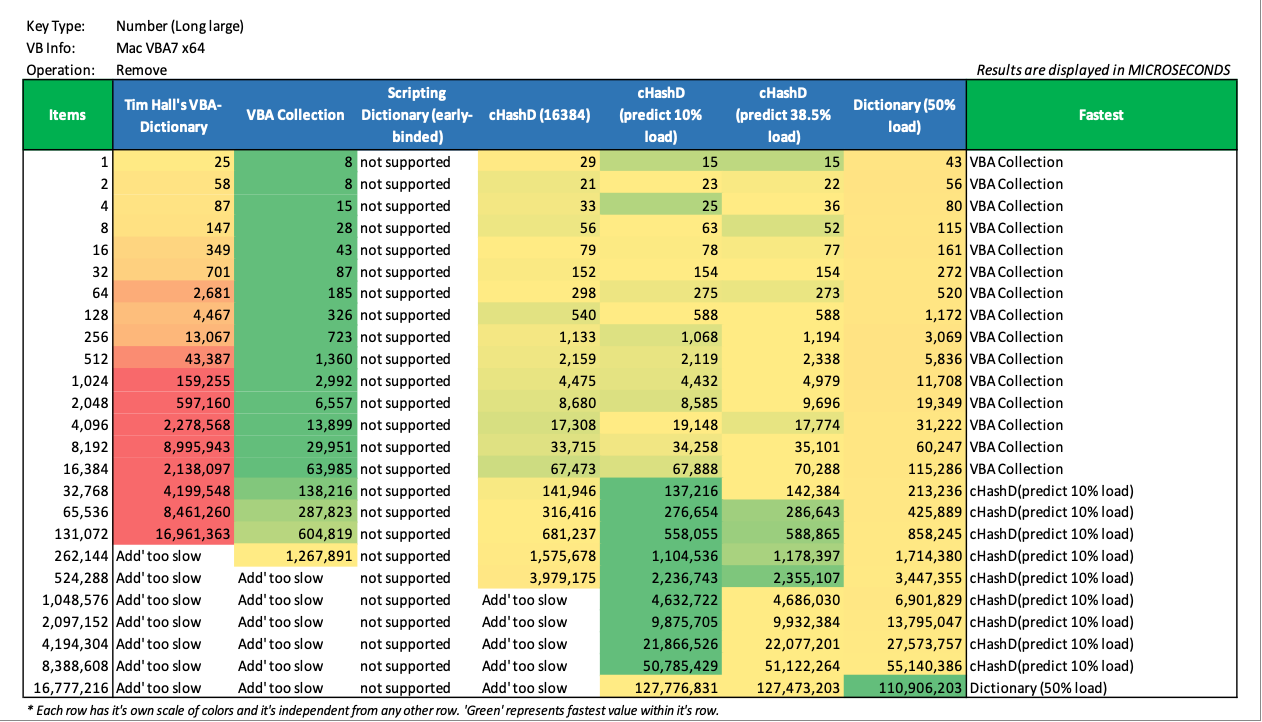 Key Type: Number (Long large)
VB Info: Mac VBA7 x64
Operation: Remove Results are displayed in MICROSECONDS
Items Tim Hall's VBA-Dictionary VBA Collection Scripting Dictionary (early-binded) cHashD (16384) cHashD (predict 10% load) cHashD (predict 38.5% load) Dictionary (50% load) Fastest
1 25 8 not supported 29 15 15 43 VBA Collection
2 58 8 not supported 21 23 22 56 VBA Collection
4 87 15 not supported 33 25 36 80 VBA Collection
8 147 28 not supported 56 63 52 115 VBA Collection
16 349 43 not supported 79 78 77 161 VBA Collection
32 701 87 not supported 152 154 154 272 VBA Collection
64 2,681 185 not supported 298 275 273 520 VBA Collection
128 4,467 326 not supported 540 588 588 1,172 VBA Collection
256 13,067 723 not supported 1,133 1,068 1,194 3,069 VBA Collection
512 43,387 1,360 not supported 2,159 2,119 2,338 5,836 VBA Collection
1,024 159,255 2,992 not supported 4,475 4,432 4,979 11,708 VBA Collection
2,048 597,160 6,557 not supported 8,680 8,585 9,696 19,349 VBA Collection
4,096 2,278,568 13,899 not supported 17,308 19,148 17,774 31,222 VBA Collection
8,192 8,995,943 29,951 not supported 33,715 34,258 35,101 60,247 VBA Collection
16,384 2,138,097 63,985 not supported 67,473 67,888 70,288 115,286 VBA Collection
32,768 4,199,548 138,216 not supported 141,946 137,216 142,384 213,236 cHashD(predict 10% load)
65,536 8,461,260 287,823 not supported 316,416 276,654 286,643 425,889 cHashD(predict 10% load)
131,072 16,961,363 604,819 not supported 681,237 558,055 588,865 858,245 cHashD(predict 10% load)
262,144 Add' too slow 1,267,891 not supported 1,575,678 1,104,536 1,178,397 1,714,380 cHashD(predict 10% load)
524,288 Add' too slow Add' too slow not supported 3,979,175 2,236,743 2,355,107 3,447,355 cHashD(predict 10% load)
1,048,576 Add' too slow Add' too slow not supported Add' too slow 4,632,722 4,686,030 6,901,829 cHashD(predict 10% load)
2,097,152 Add' too slow Add' too slow not supported Add' too slow 9,875,705 9,932,384 13,795,047 cHashD(predict 10% load)
4,194,304 Add' too slow Add' too slow not supported Add' too slow 21,866,526 22,077,201 27,573,757 cHashD(predict 10% load)
8,388,608 Add' too slow Add' too slow not supported Add' too slow 50,785,429 51,122,264 55,140,386 cHashD(predict 10% load)
16,777,216 Add' too slow Add' too slow not supported Add' too slow 127,776,831 127,473,203 110,906,203 Dictionary (50% load)
* Each row has it's own scale of colors and it's independent from any other row. 'Green' represents fastest value within it's row.